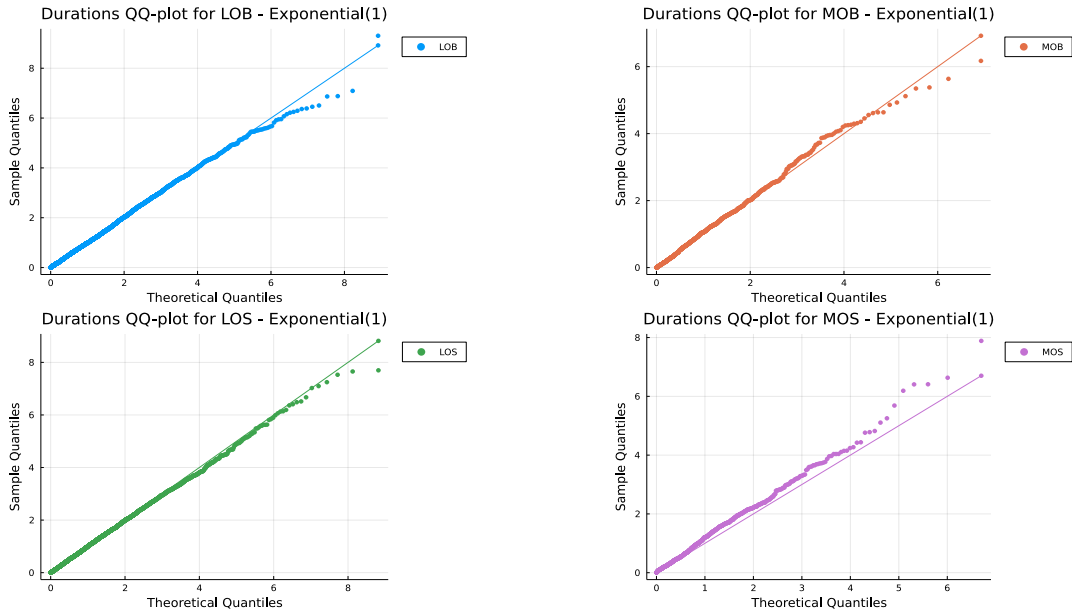 Durations QQ-plot for LOB - Exponential(1)
LOB
Sample Quantiles
8
6
4
2
0
0 2 4 6 8
Theoretical Quantiles
Durations QQ-plot for MOB - Exponential(1)
MOB
Sample Quantiles
6
4
2
0
0 2 4 6
Theoretical Quantiles
Durations QQ-plot for LOS - Exponential(1)
LOS
Sample Quantiles
8
6
4
2
0
0 2 4 6 8
Theoretical Quantiles
Durations QQ-plot for MOS - Exponential(1)
MOS
Sample Quantiles
8
6
4
2
0
0 1 2 3 4 5 6
Theoretical Quantiles